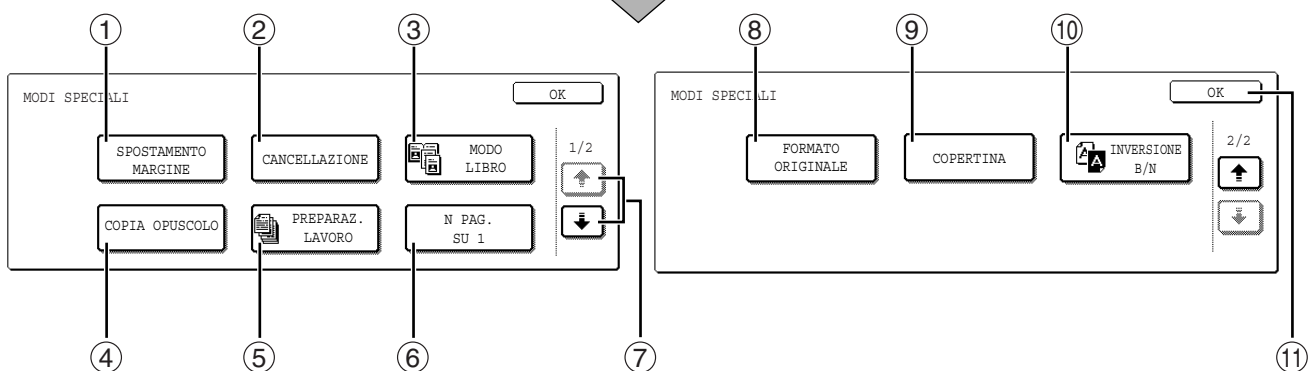 ① ② ③ ⑧ ⑨ ⑩
MODI SPECIALI
OK
SPOSTAMENTO
MARGINE
CANCELLAZIONE
MODO
LIBRO
1/2
COPIA OPUSCOLO
PREPARAZ.
LAVORO
N PAG.
SU 1
MODI SPECIALI
OK
FORMATO
ORIGINALE
COPERTINA
INVERSIONE
B/N
2/2
④ ⑤ ⑥ ⑦ ⑪